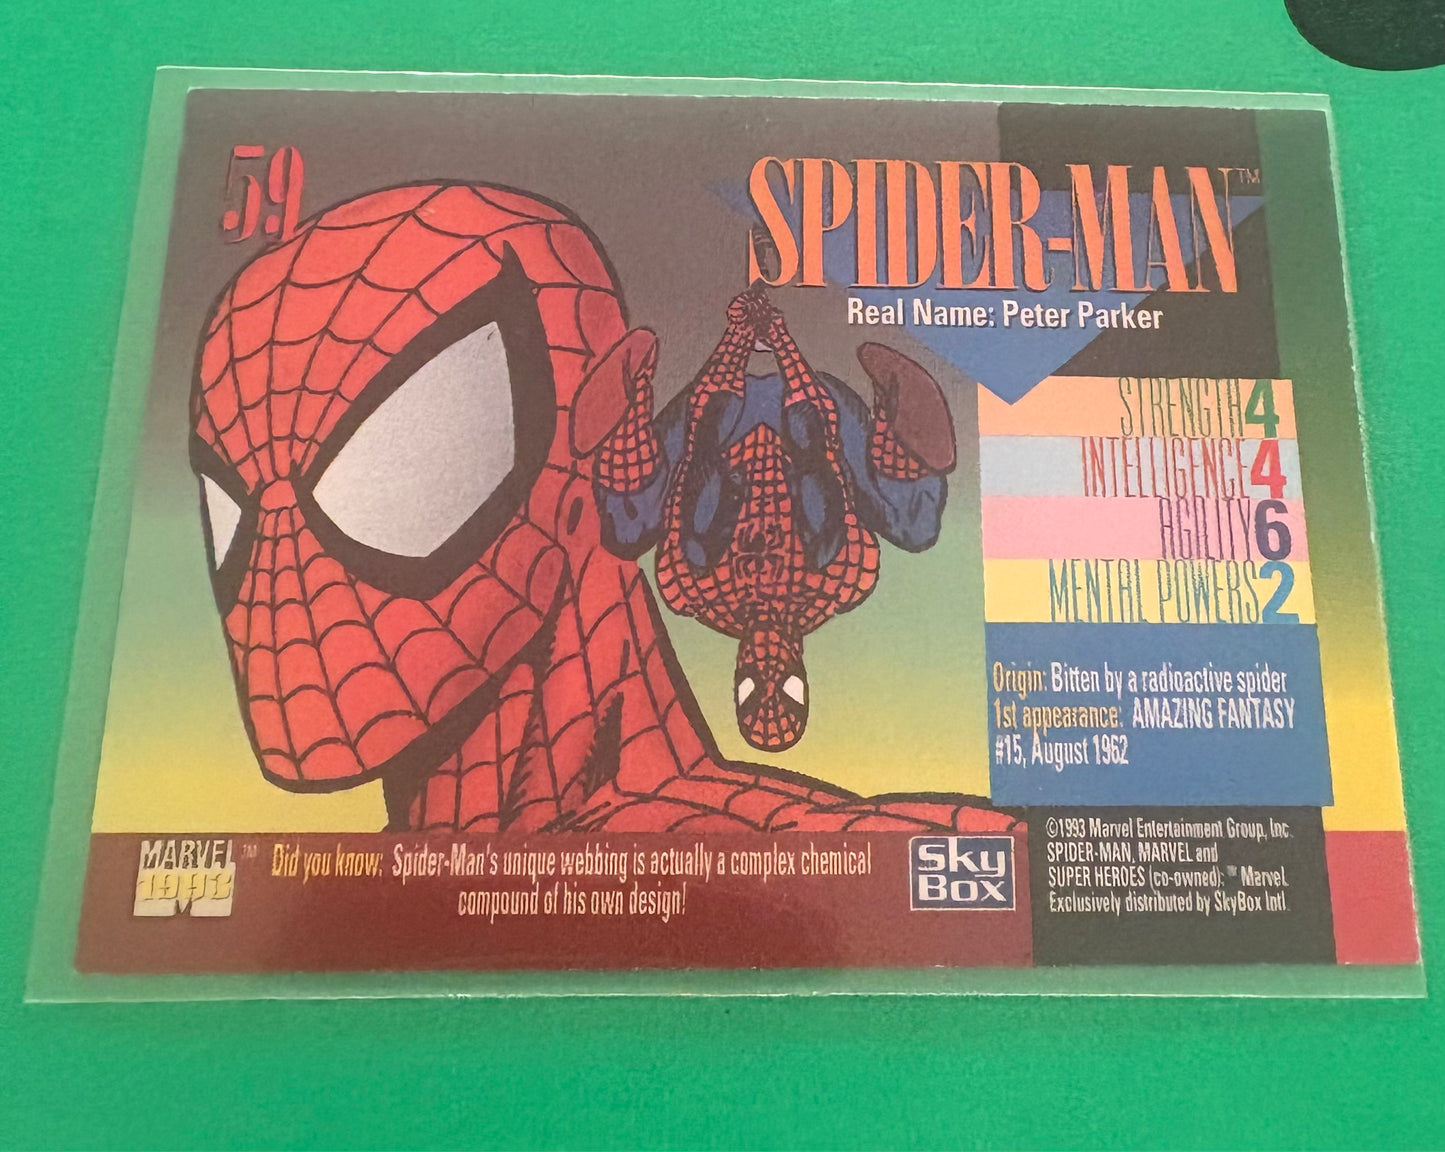 59
SPIDER-MAN™
Real Name: Peter Parker
STRENGTH 4
INTELLIGENCE 4
AGILITY 6
MENTAL POWERS 2
Origin: Bitten by a radioactive spider
1st appearance: AMAZING FANTASY
#15, August 1962
MARVEL™
1993
Did you know: Spider-Man's unique webbing is actually a complex chemical
compound of his own design!
Sky
Box
©1993 Marvel Entertainment Group, Inc.
SPIDER-MAN, MARVEL and
SUPER HEROES (co-owned): ™ Marvel.
Exclusively distributed by SkyBox Intl.